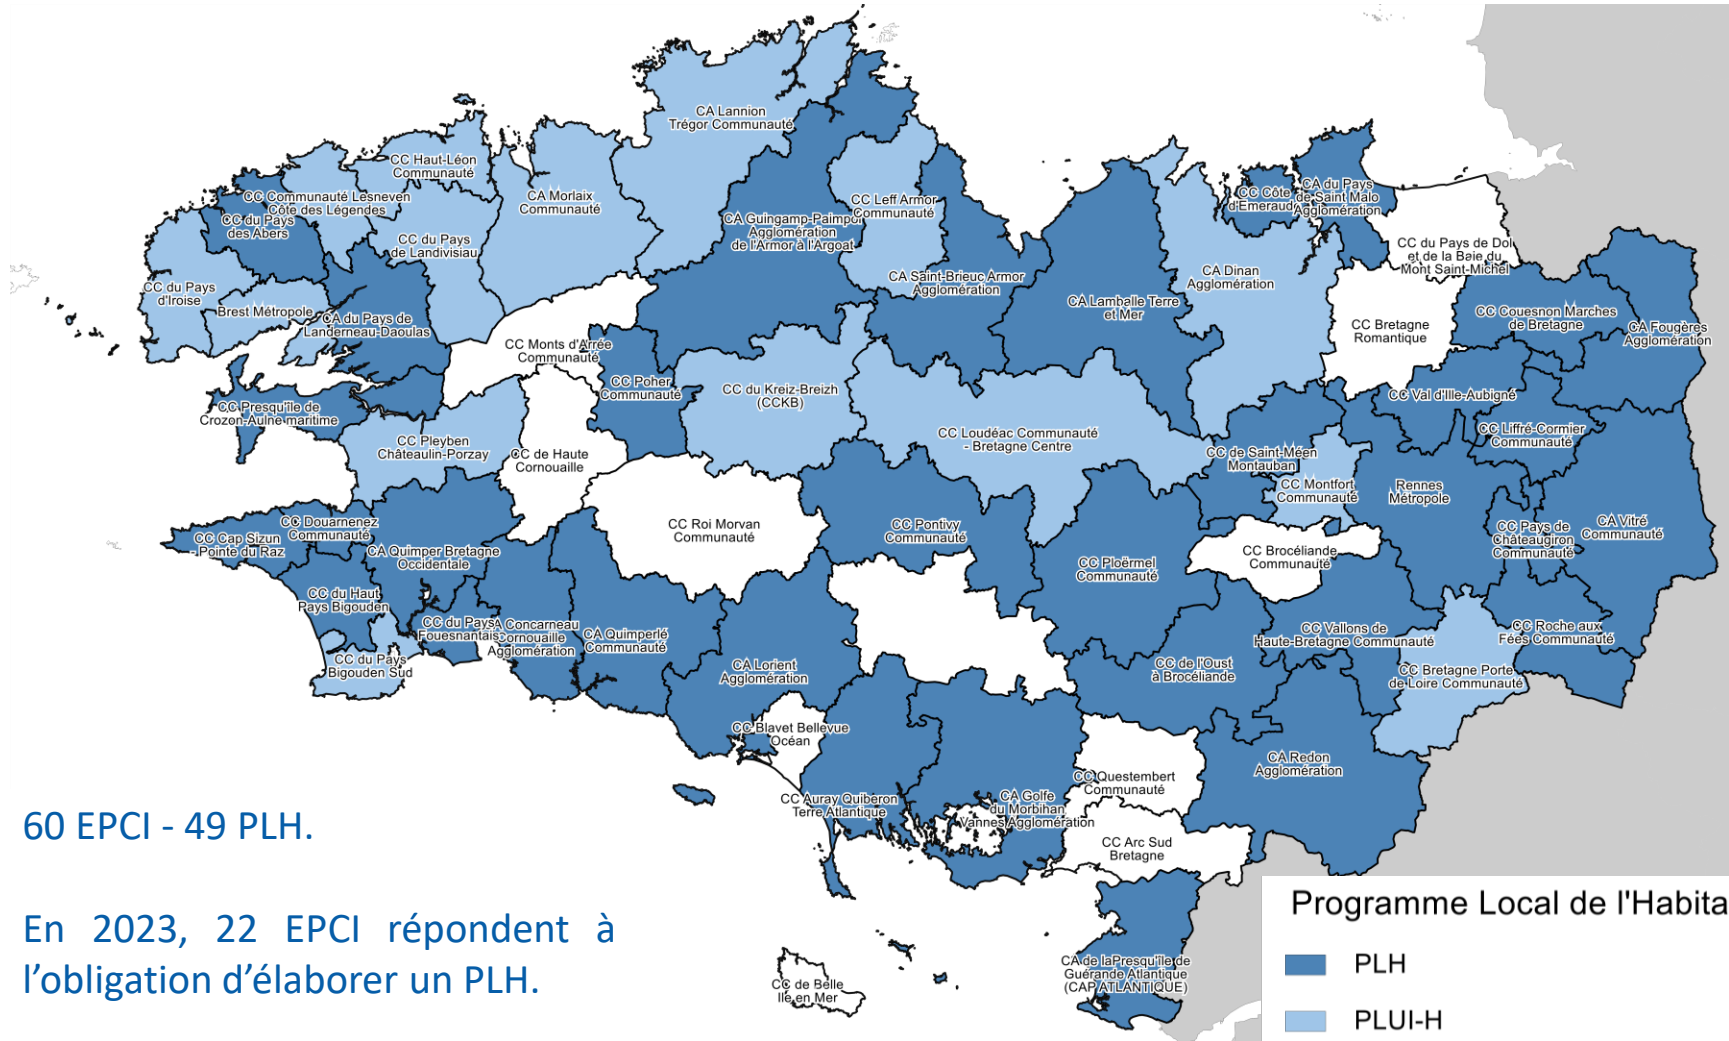 CA Lannion
Trégor Communauté
CC Haut-Léon
Communauté
CA Morlaix
Communauté
CC Communauté Lesneven
Côte des Légendes
CC du Pays
des Abers
CC du Pays
de Landivisiau
CC du Pays
d'Iroise
Brest Métropole
CA du Pays de
Landerneau-Daoulas
CA Guingamp-Paimpol
Agglomération
de l'Armor à l'Argoat
CC Leff Armor
Communauté
CA Saint-Brieuc Armor
Agglomération
CA Lamballe Terre
et Mer
CC Côte
d'Emeraude
CA du Pays
de Saint Malo
Agglomération
CA Dinan
Agglomération
CC du Pays de Dol
et de la Baie du
Mont Saint-Michel
CC Bretagne
Romantique
CC Couesnon Marches
de Bretagne
CA Fougères
Agglomération
CC Monts d'Arrée
Communauté
CC Poher
Communauté
CC du Kreiz-Breizh
(CCKB)
CC Presqu'île de
Crozon-Aulne maritime
CC Pleyben
Châteaulin-Porzay
CC de Haute
Cornouaille
CC Loudéac Communauté
- Bretagne Centre
CC Val d'Ille-Aubigné
CC Liffré-Cormier
Communauté
CC de Saint-Méen
Montauban
CC Montfort
Communauté
Rennes
Métropole
CC Pays de
Châteaugiron
Communauté
CA Vitré
Communauté
CC Cap Sizun
- Pointe du Raz
CC Douarnenez
Communauté
CA Quimper Bretagne
Occidentale
CC Roi Morvan
Communauté
CC Pontivy
Communauté
CC Ploërmel
Communauté
CC Brocéliande
Communauté
CC du Haut
Pays Bigouden
CC du Pays
Fouesnantais
CA Concarneau
Cornouaille
Agglomération
CA Quimperlé
Communauté
CC du Pays
Bigouden Sud
CA Lorient
Agglomération
CC de l'Oust
à Brocéliande
CC Vallons de
Haute-Bretagne Communauté
CC Roche aux
Fées Communauté
CC Bretagne Porte
de Loire Communauté
CC Blavet Bellevue
Océan
CC Auray Quiberon
Terre Atlantique
CA Golfe
du Morbihan
Vannes Agglomération
CC Questembert
Communauté
CA Redon
Agglomération
CC Arc Sud
Bretagne
CC de Belle
Ile en Mer
CA de laPresqu'île de
Guérande Atlantique
(CAP ATLANTIQUE)
60 EPCI - 49 PLH.
En 2023, 22 EPCI répondent à
l'obligation d'élaborer un PLH.
Programme Local de l'Habita
PLH
PLUI-H